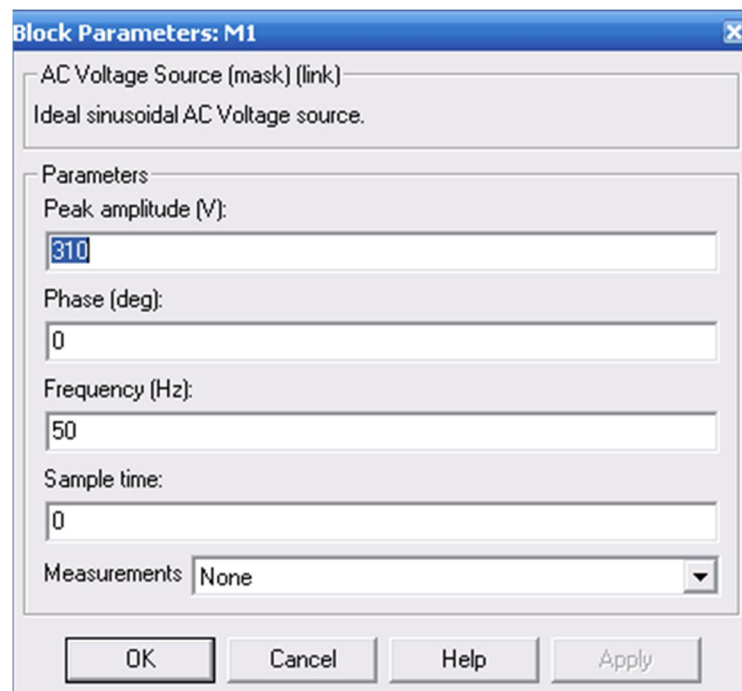 Block Parameters: M1
AC Voltage Source (mask) (link)
Ideal sinusoidal AC Voltage source.
Parameters
Peak amplitude (V):
310
Phase (deg):
0
Frequency (Hz):
50
Sample time:
0
Measurements None
OK Cancel Help Apply